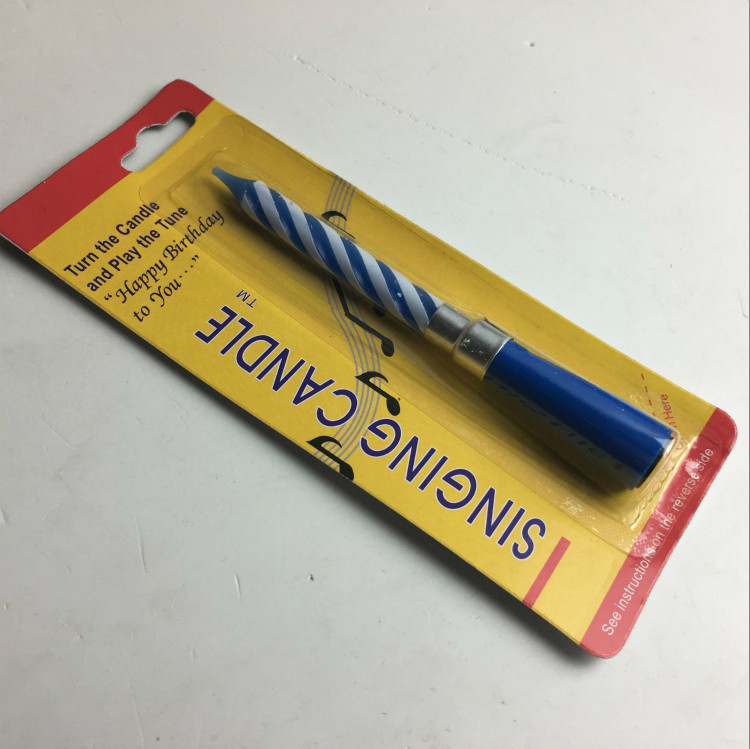 Turn the Candle
and Play the Tune
“Happy Birthday
to You...”
SINGING CANDLE
TM
Here
See instructions on the reverse side